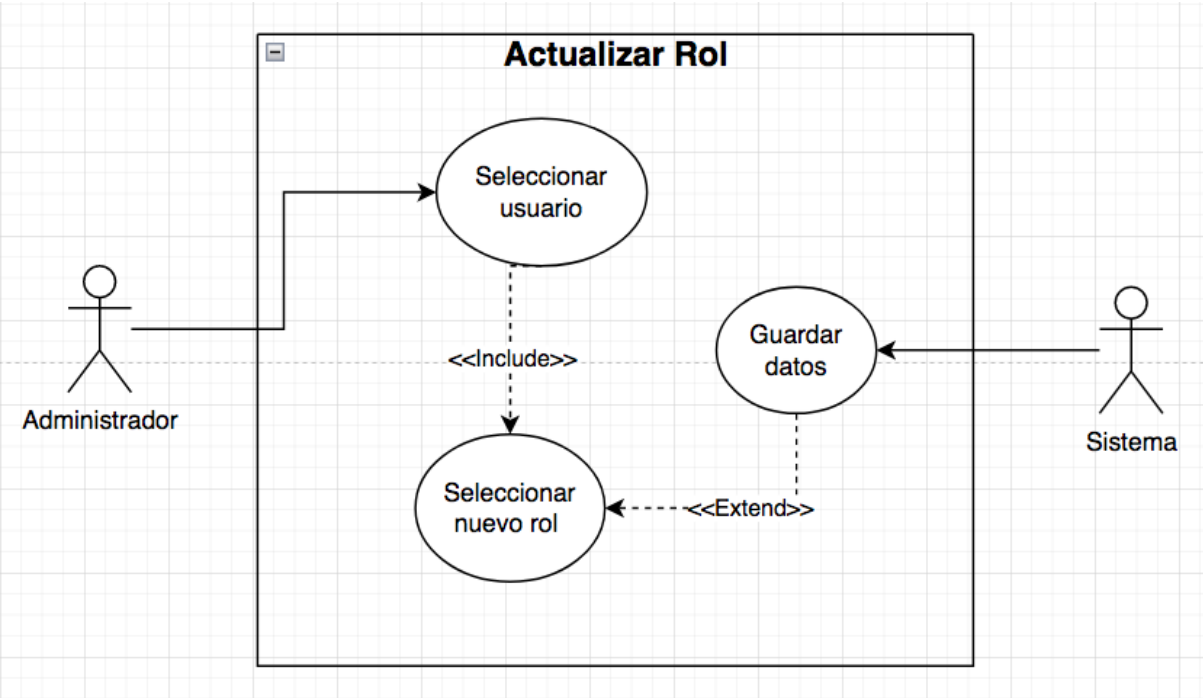 Actualizar Rol
Seleccionar
usuario
<<Include>>
Guardar
datos
Administrador
Sistema
Seleccionar
nuevo rol
<<Extend>>